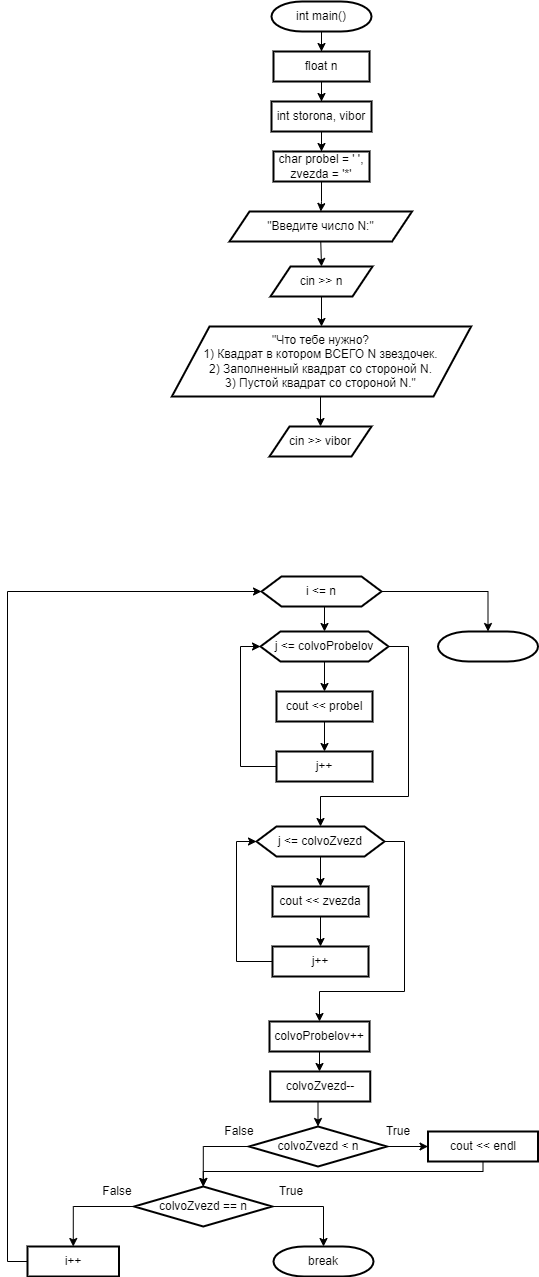 int main()
float n
int storona, vibor
char probel = ' ',
zvezda = '*'
"Введите число N:"
cin >> n
"Что тебе нужно?
1) Квадрат в котором ВСЕГО N звездочек.
2) Заполненный квадрат со стороной N.
3) Пустой квадрат со стороной N."
cin >> vibor
i <= n
j <= colvoProbelov
cout << probel
j++
j <= colvoZvezd
cout << zvezda
j++
colvoProbelov++
colvoZvezd--
False
colvoZvezd < n
True
cout << endl
False
colvoZvezd == n
True
i++
break